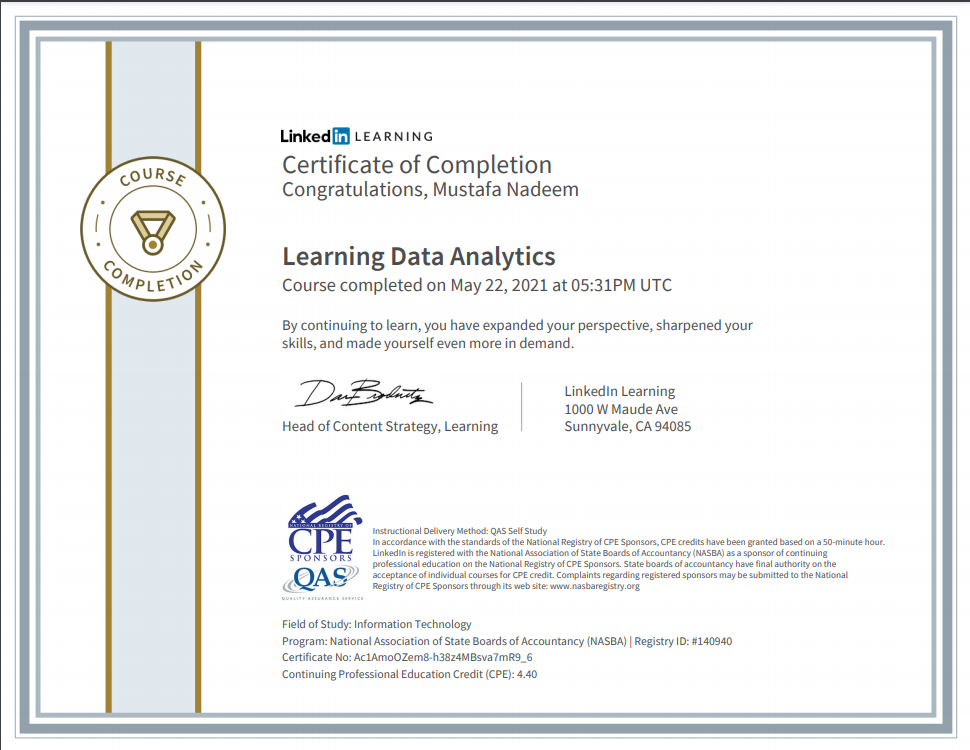 COURSE
COMPLETION
Linked in LEARNING
Certificate of Completion
Congratulations, Mustafa Nadeem
Learning Data Analytics
Course completed on May 22, 2021 at 05:31PM UTC
By continuing to learn, you have expanded your perspective, sharpened your
skills, and made yourself even more in demand.
Head of Content Strategy, Learning
LinkedIn Learning
1000 W Maude Ave
Sunnyvale, CA 94085
NATIONAL REGISTRY OF
CPE
SPONSORS
QAS
QUALITY ASSURANCE SERVICE
Instructional Delivery Method: QAS Self Study
In accordance with the standards of the National Registry of CPE Sponsors, CPE credits have been granted based on a 50-minute hour.
LinkedIn is registered with the National Association of State Boards of Accountancy (NASBA) as a sponsor of continuing
professional education on the National Registry of CPE Sponsors. State boards of accountancy have final authority on the
acceptance of individual courses for CPE credit. Complaints regarding registered sponsors may be submitted to the National
Registry of CPE Sponsors through its web site: www.nasbaregistry.org
Field of Study: Information Technology
Program: National Association of State Boards of Accountancy (NASBA) | Registry ID: #140940
Certificate No: Ac1AmoOZem8-h38z4MBsva7mR9_6
Continuing Professional Education Credit (CPE): 4.40